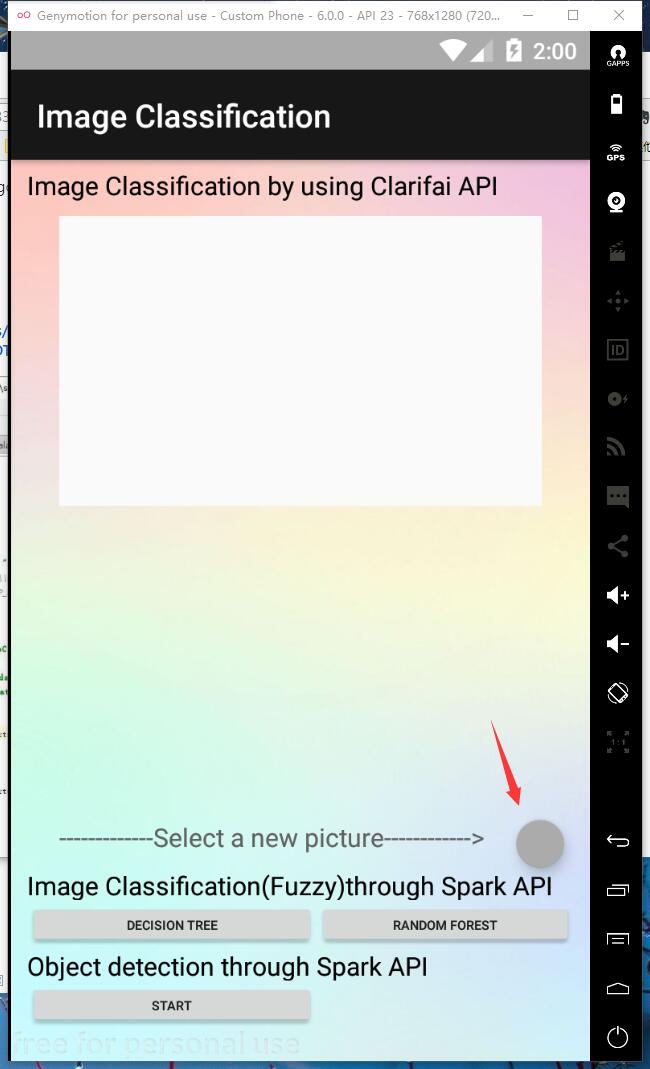 Genymotion for personal use - Custom Phone - 6.0.0 - API 23 - 768x1280 (720...
2:00
GAPPS
Image Classification
GPS
Image Classification by using Clarifai API
ID
1:1
-------------Select a new picture------------>
Image Classification(Fuzzy)through Spark API
DECISION TREE
RANDOM FOREST
Object detection through Spark API
START
free for personal use